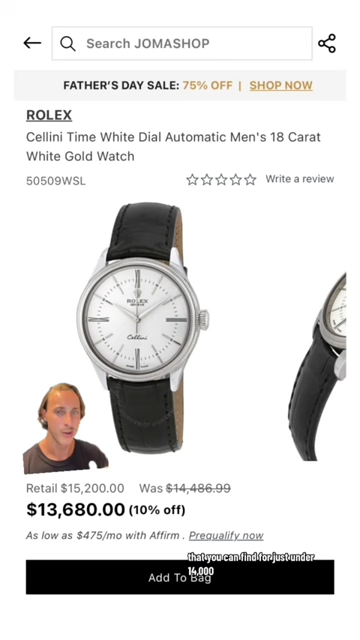 Search JOMASHOP
FATHER'S DAY SALE: 75% OFF | SHOP NOW
ROLEX
Cellini Time White Dial Automatic Men's 18 Carat
White Gold Watch
50509WSL
Write a review
ROLEX
Cellini
Retail $15,200.00 Was $14,486.99
$13,680.00 (10% off)
As low as $475/mo with Affirm . Prequalify now
that you can find for just under
14,000
Add To Bag